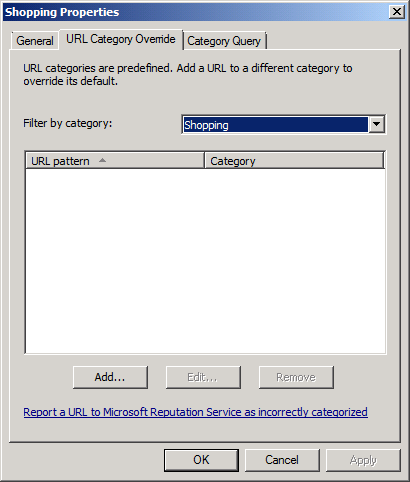 Shopping Properties
General URL Category Override Category Query
URL categories are predefined. Add a URL to a different category to
override its default.
Filter by category: Shopping
URL pattern Category
Add... Edit... Remove
Report a URL to Microsoft Reputation Service as incorrectly categorized
OK Cancel Apply